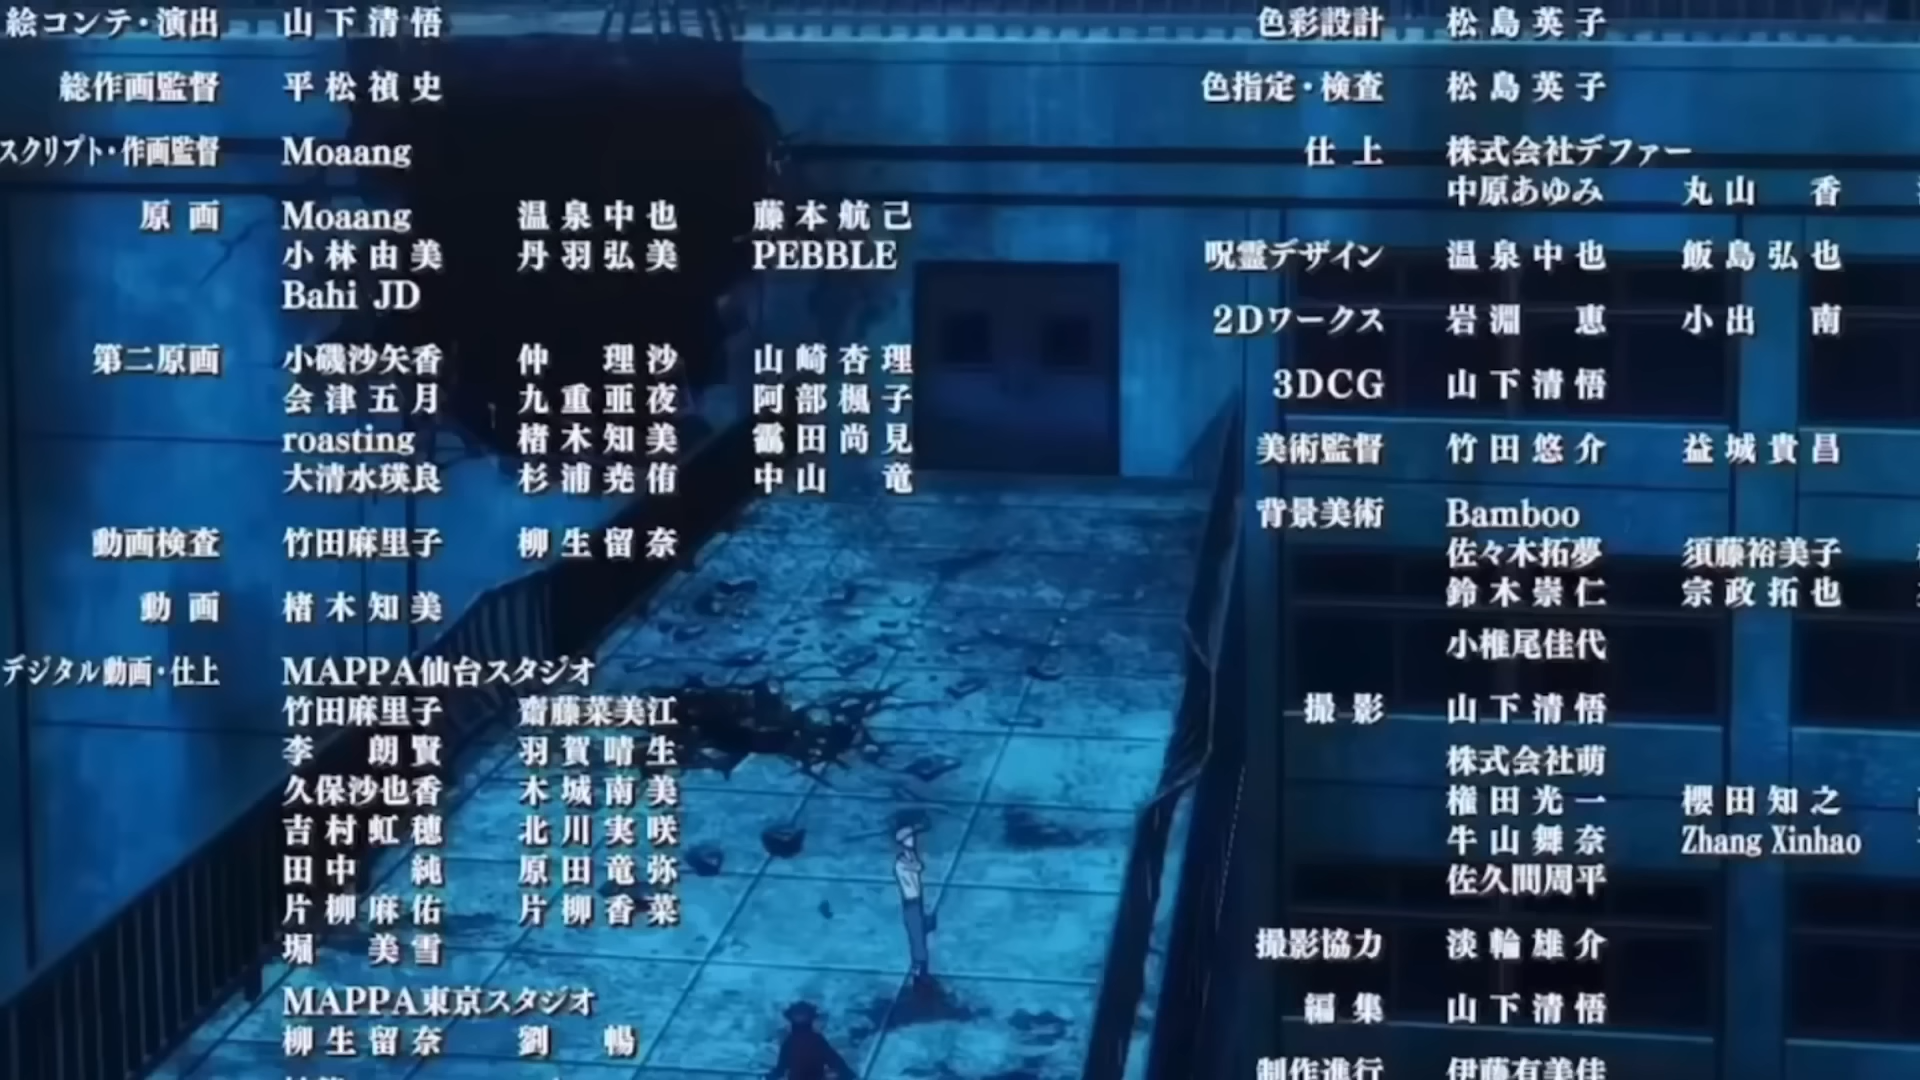 絵コンテ・演出 山下清悟
総作画監督 平松禎史
スクリプト・作画監督 Moaang
原画 Moaang 温泉中也 藤本航己
小林由美 丹羽弘美 PEBBLE
Bahi JD
第二原画 小磯沙矢香 仲理沙 山崎杏理
会津五月 九重亜夜 阿部楓子
roasting 楮木知美 靍田尚見
大清水瑛良 杉浦尭侑 中山竜
動画検査 竹田麻里子 柳生留奈
動画 楮木知美
デジタル動画・仕上 MAPPA仙台スタジオ
竹田麻里子 齋藤菜美江
李朗賢 羽賀晴生
久保沙也香 木城南美
吉村虹穂 北川実咲
田中純 原田竜弥
片柳麻佑 片柳香菜
堀美雪
MAPPA東京スタジオ
柳生留奈 劉暢
色彩設計 松島英子
色指定・検査 松島英子
仕上 株式会社デファー
中原あゆみ 丸山香
呪霊デザイン 温泉中也 飯島弘也
2Dワークス 岩淵恵 小出南
3DCG 山下清悟
美術監督 竹田悠介 益城貴昌
背景美術 Bamboo
佐々木拓夢 須藤裕美子
鈴木崇仁 宗政拓也
小椎尾佳代
撮影 山下清悟
株式会社萌
権田光一 櫻田知之
牛山舞奈 Zhang Xinhao
佐久間周平
撮影協力 淡輪雄介
編集 山下清悟
制作進行 伊藤有美佳